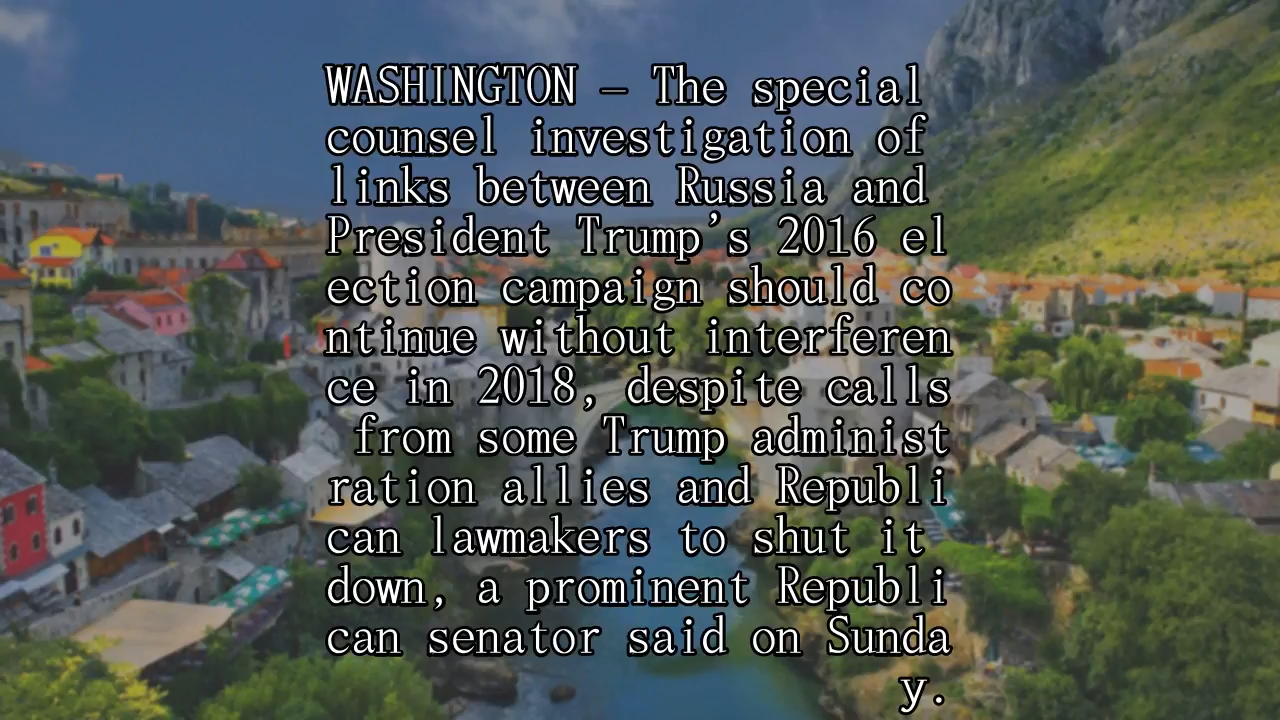 WASHINGTON — The special
counsel investigation of
links between Russia and
President Trump’s 2016 el
ection campaign should co
ntinue without interferen
ce in 2018, despite calls
from some Trump administ
ration allies and Republi
can lawmakers to shut it
down, a prominent Republi
can senator said on Sunda
y.